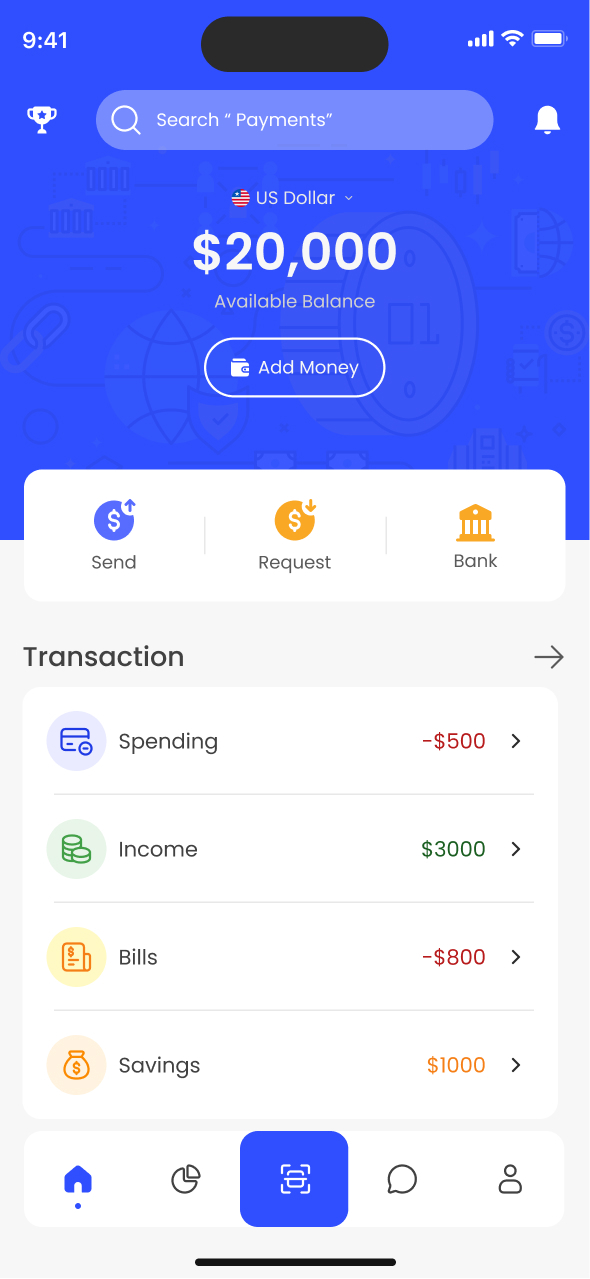 9:41
Search “ Payments”
US Dollar
$20,000
Available Balance
Add Money
Send
Request
Bank
Transaction
Spending -$500
Income $3000
Bills -$800
Savings $1000